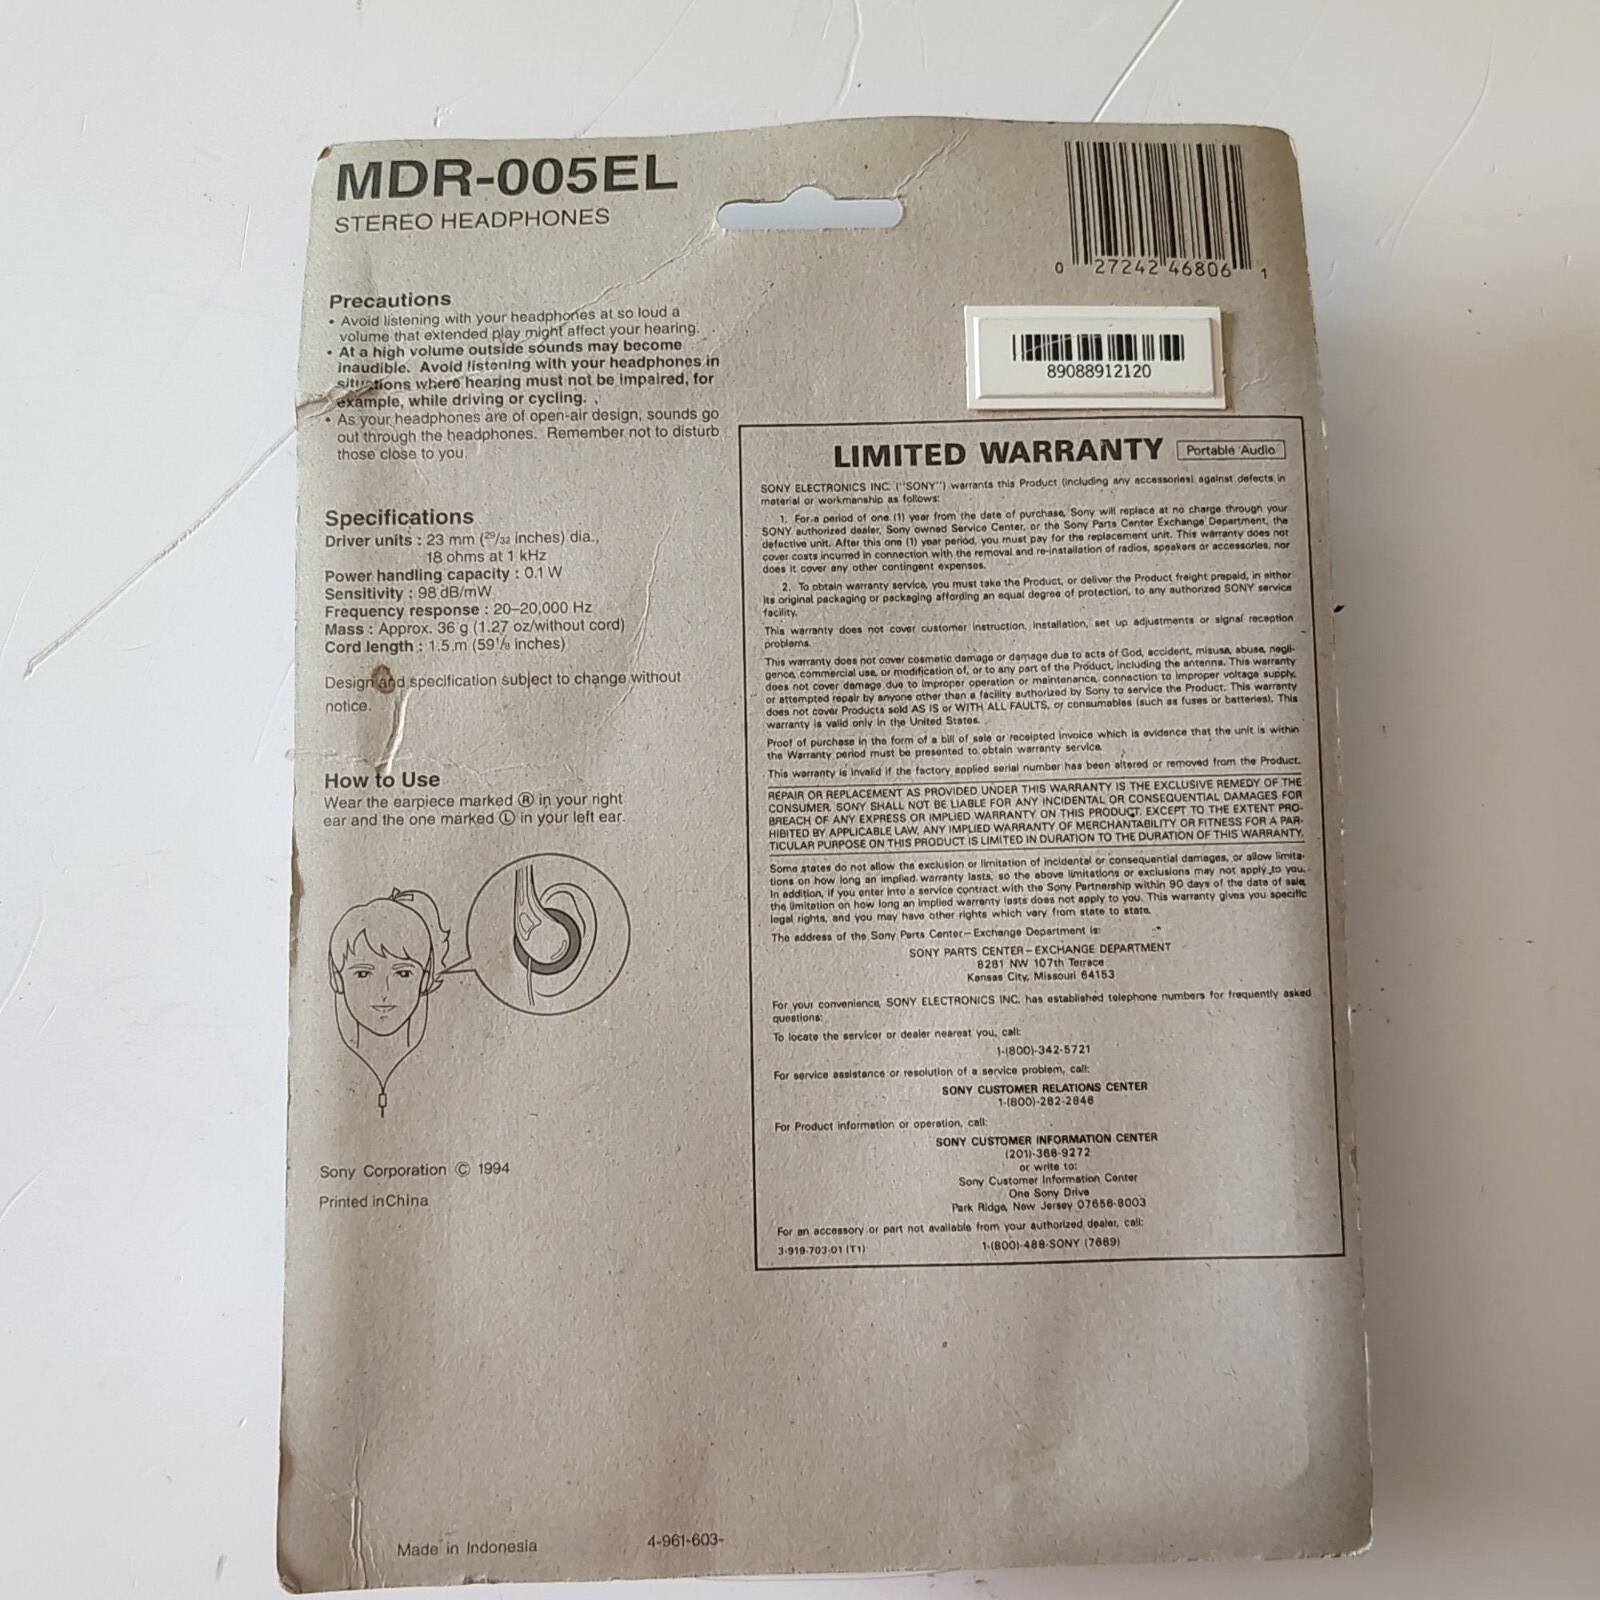 MDR-005EL
STEREO HEADPHONES
0 27242 46806 1
89088912120
Precautions
• Avoid listening with your headphones at so loud a
volume that extended play might affect your hearing.
• At a high volume outside sounds may become
inaudible. Avoid listening with your headphones in
situations where hearing must not be impaired, for
example, while driving or cycling.
• As your headphones are of open-air design, sounds go
out through the headphones. Remember not to disturb
those close to you.
Specifications
Driver units : 23 mm (29/32 inches) dia.,
18 ohms at 1 kHz
Power handling capacity : 0.1 W
Sensitivity : 98 dB/mW
Frequency response : 20–20,000 Hz
Mass : Approx. 36 g (1.27 oz/without cord)
Cord length : 1.5 m (59 1/8 inches)
Design and specification subject to change without
notice.
How to Use
Wear the earpiece marked Ⓡ in your right
ear and the one marked Ⓛ in your left ear.
Sony Corporation © 1994
Printed in China
Made in Indonesia
4-961-603-
LIMITED WARRANTY Portable Audio
SONY ELECTRONICS INC. ("SONY") warrants this Product (including any accessories) against defects in
material or workmanship as follows:
1. For a period of one (1) year from the date of purchase, Sony will replace at no charge through your
SONY authorized dealer, Sony owned Service Center, or the Sony Parts Center Exchange Department, the
defective unit. After this one (1) year period, you must pay for the replacement unit. This warranty does not
cover costs incurred in connection with the removal and re-installation of radios, speakers or accessories, nor
does it cover any other contingent expenses.
2. To obtain warranty service, you must take the Product, or deliver the Product freight prepaid, in either
its original packaging or packaging affording an equal degree of protection, to any authorized SONY service
facility.
This warranty does not cover customer instruction, installation, set up adjustments or signal reception
problems.
This warranty does not cover cosmetic damage or damage due to acts of God, accident, misuse, abuse, negli-
gence, commercial use, or modification of, or to any part of the Product, including the antenna. This warranty
does not cover damage due to improper operation or maintenance, connection to improper voltage supply,
or attempted repair by anyone other than a facility authorized by Sony to service the Product. This warranty
does not cover Products sold AS IS or WITH ALL FAULTS, or consumables (such as fuses or batteries). This
warranty is valid only in the United States.
Proof of purchase in the form of a bill of sale or receipted invoice which is evidence that the unit is within
the Warranty period must be presented to obtain warranty service.
This warranty is invalid if the factory applied serial number has been altered or removed from the Product.
REPAIR OR REPLACEMENT AS PROVIDED UNDER THIS WARRANTY IS THE EXCLUSIVE REMEDY OF THE
CONSUMER. SONY SHALL NOT BE LIABLE FOR ANY INCIDENTAL OR CONSEQUENTIAL DAMAGES FOR
BREACH OF ANY EXPRESS OR IMPLIED WARRANTY ON THIS PRODUCT, EXCEPT TO THE EXTENT PRO-
HIBITED BY APPLICABLE LAW, ANY IMPLIED WARRANTY OF MERCHANTABILITY OR FITNESS FOR A PAR-
TICULAR PURPOSE ON THIS PRODUCT IS LIMITED IN DURATION TO THE DURATION OF THIS WARRANTY.
Some states do not allow the exclusion or limitation of incidental or consequential damages, or allow limita-
tions on how long an implied warranty lasts, so the above limitations or exclusions may not apply to you.
In addition, if you enter into a service contract with the Sony Partnership within 90 days of the date of sale,
the limitation on how long an implied warranty lasts does not apply to you. This warranty gives you specific
legal rights, and you may have other rights which vary from state to state.
The address of the Sony Parts Center–Exchange Department is:
SONY PARTS CENTER–EXCHANGE DEPARTMENT
8281 NW 107th Terrace
Kansas City, Missouri 64153
For your convenience, SONY ELECTRONICS INC. has established telephone numbers for frequently asked
questions:
To locate the servicer or dealer nearest you, call:
1-(800)-342-5721
For service assistance or resolution of a service problem, call:
SONY CUSTOMER RELATIONS CENTER
1-(800)-282-2848
For Product information or operation, call:
SONY CUSTOMER INFORMATION CENTER
(201)-368-9272
or write to:
Sony Customer Information Center
One Sony Drive
Park Ridge, New Jersey 07656-8003
For an accessory or part not available from your authorized dealer, call:
3-919-703-01 (T1) 1-(800)-488-SONY (7669)